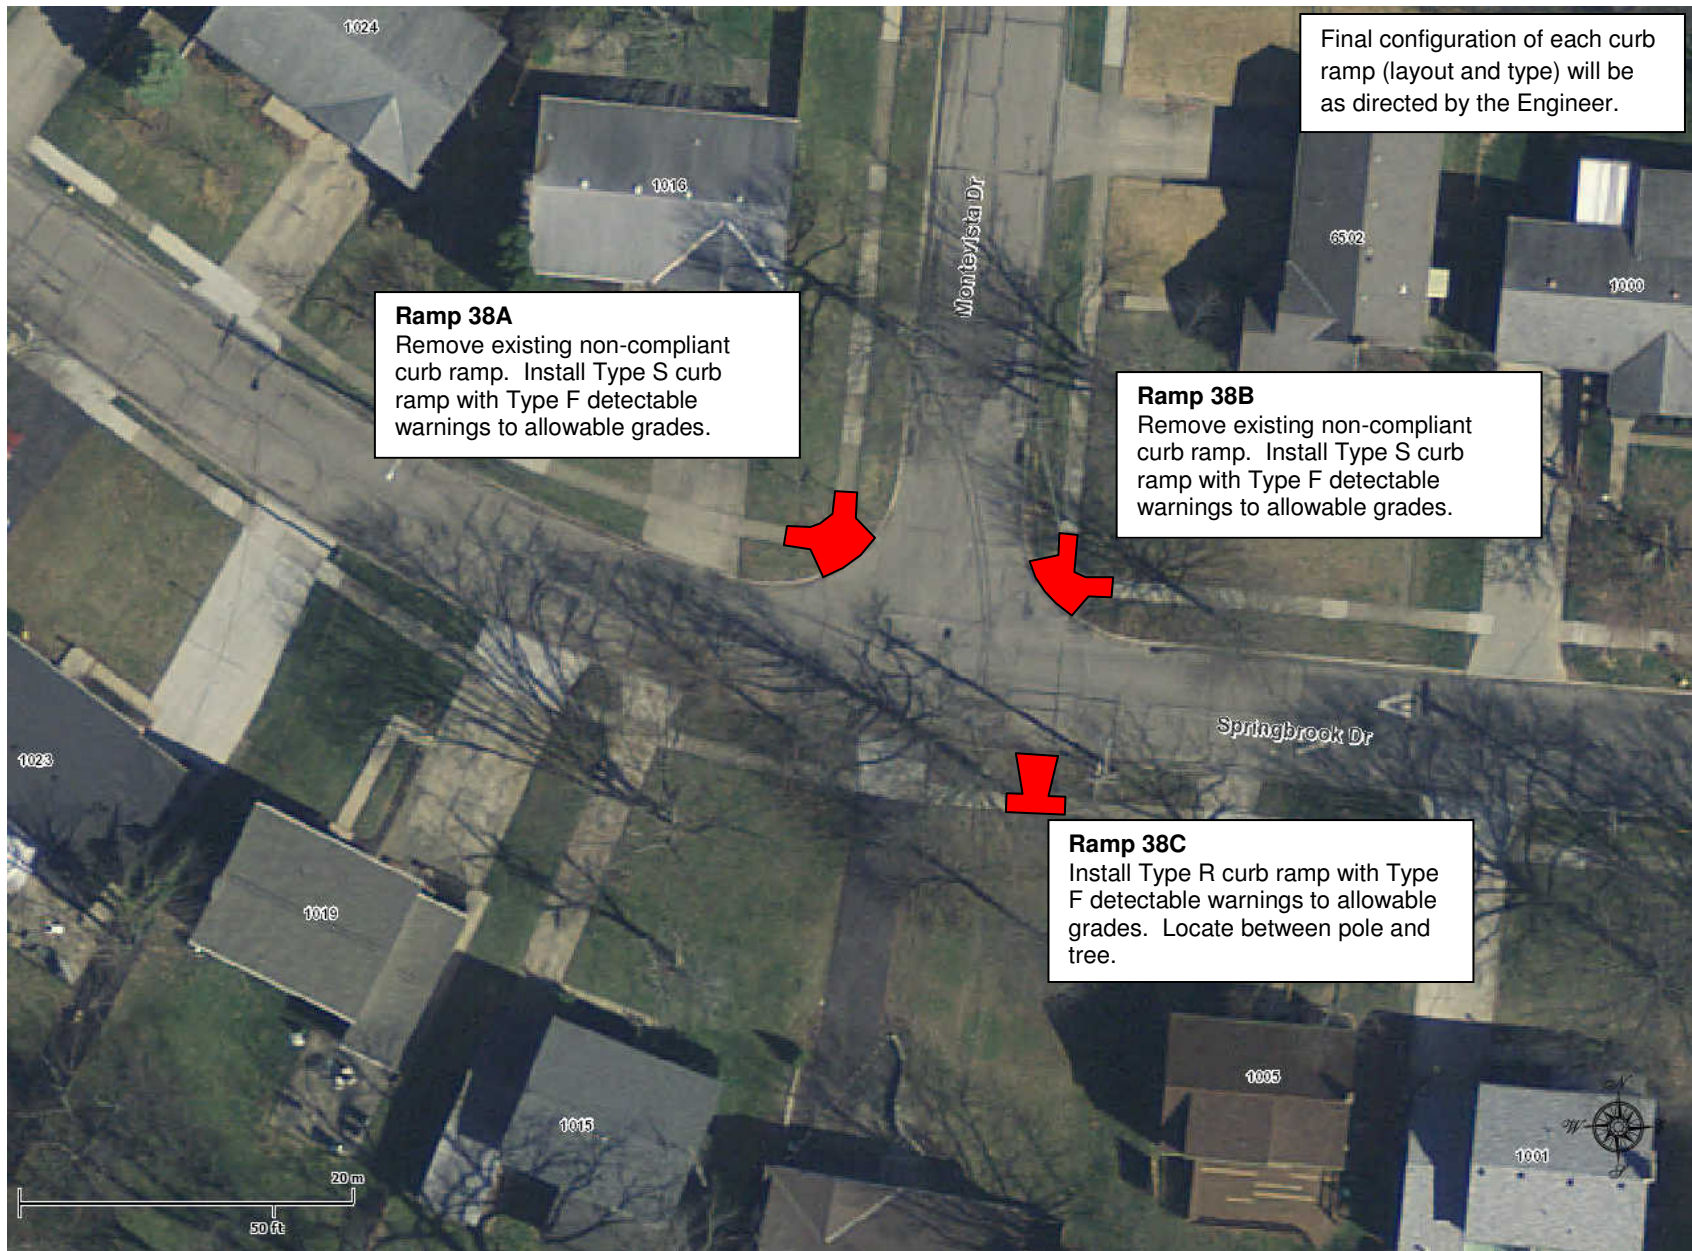 1024
Final configuration of each curb
ramp (layout and type) will be
as directed by the Engineer.
1016
Montevista Dr
6502
1000
Ramp 38A
Remove existing non-compliant
curb ramp. Install Type S curb
ramp with Type F detectable
warnings to allowable grades.
Ramp 38B
Remove existing non-compliant
curb ramp. Install Type S curb
ramp with Type F detectable
warnings to allowable grades.
Springbrook Dr
1023
Ramp 38C
Install Type R curb ramp with Type
F detectable warnings to allowable
grades. Locate between pole and
tree.
1019
1005
1015
1001
N
W
S
20 m
50 ft